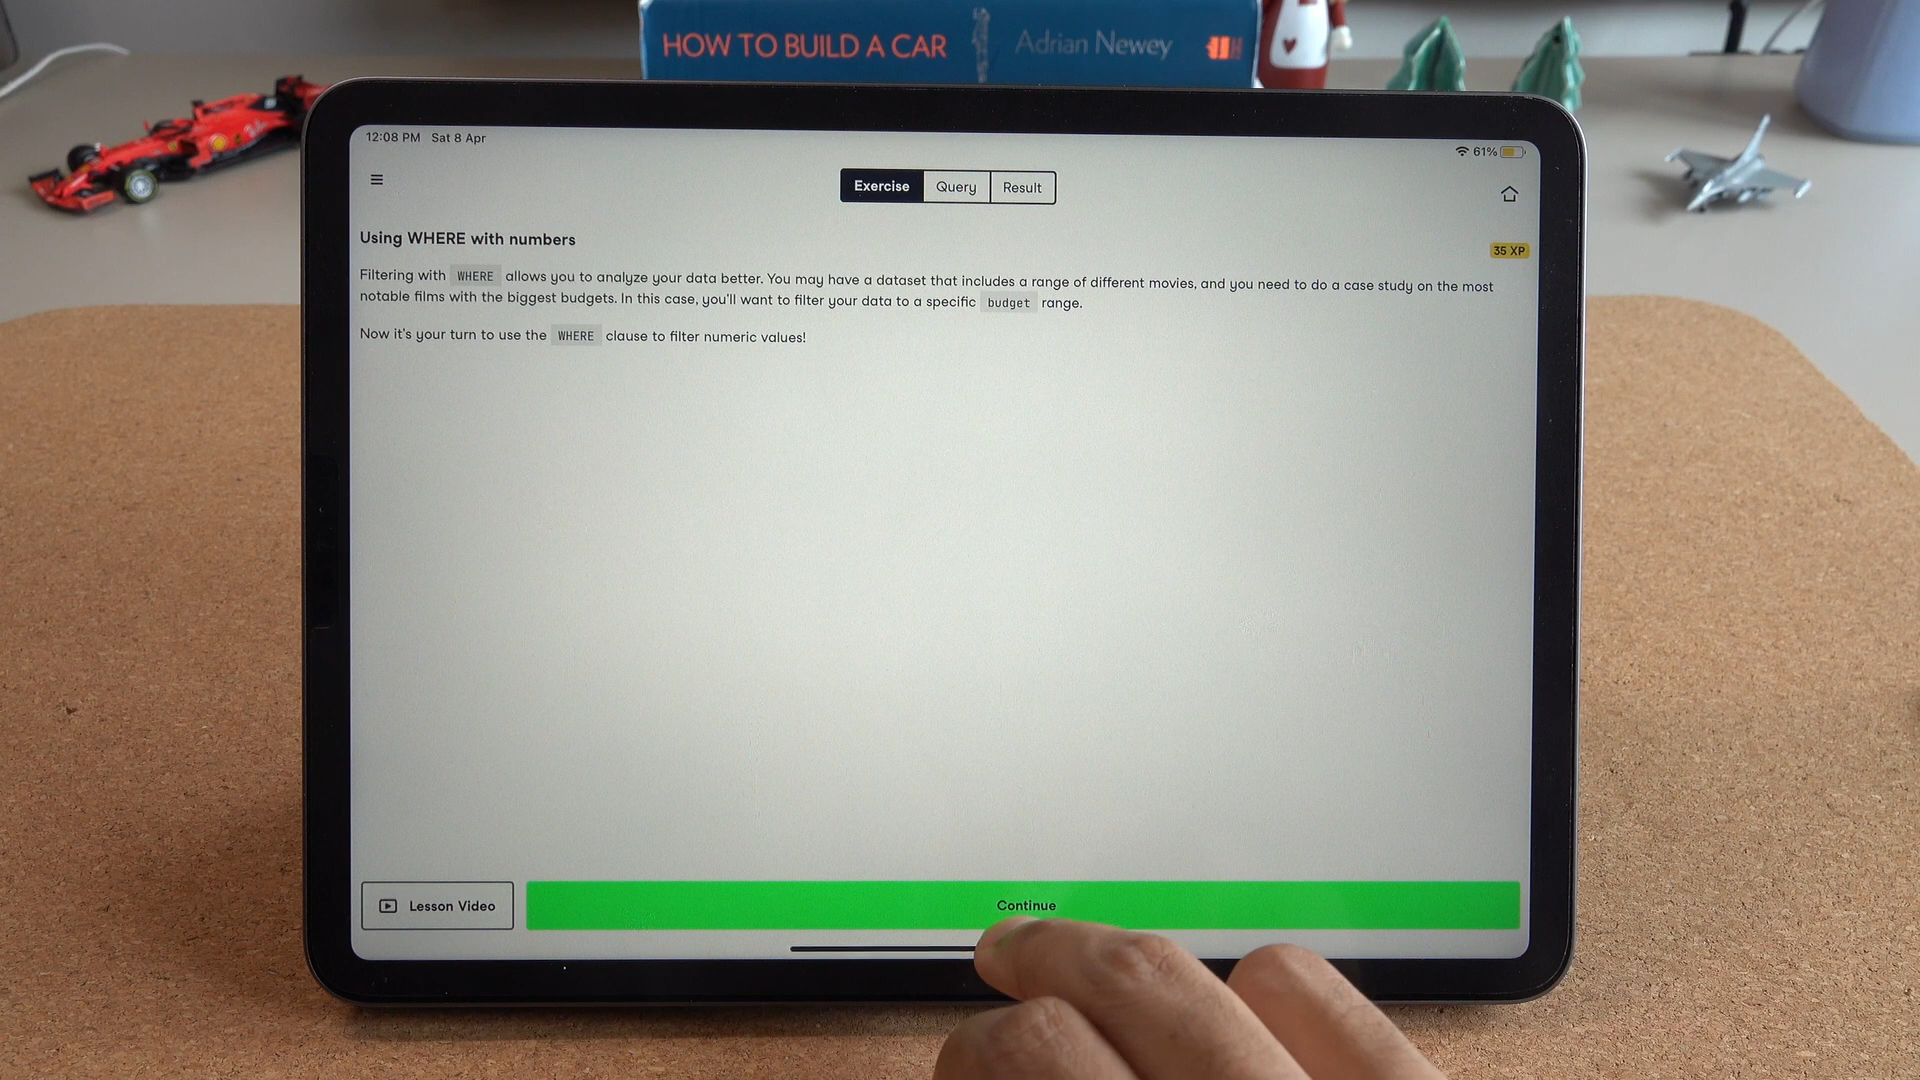 HOW TO BUILD A CAR Adrian Newey
12:08 PM Sat 8 Apr
61%
Exercise Query Result
Using WHERE with numbers
35 XP
Filtering with WHERE allows you to analyze your data better. You may have a dataset that includes a range of different movies, and you need to do a case study on the most
notable films with the biggest budgets. In this case, you'll want to filter your data to a specific budget range.
Now it's your turn to use the WHERE clause to filter numeric values!
Lesson Video
Continue